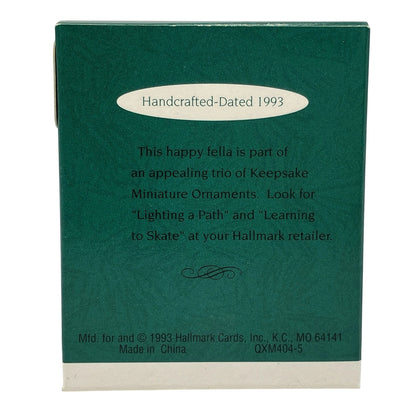 Handcrafted-Dated 1993
This happy fella is part of
an appealing trio of Keepsake
Miniature Ornaments. Look for
"Lighting a Path" and "Learning
to Skate" at your Hallmark retailer.
Mfd. for and © 1993 Hallmark Cards, Inc., K.C., MO 64141
Made in China QXM404-5